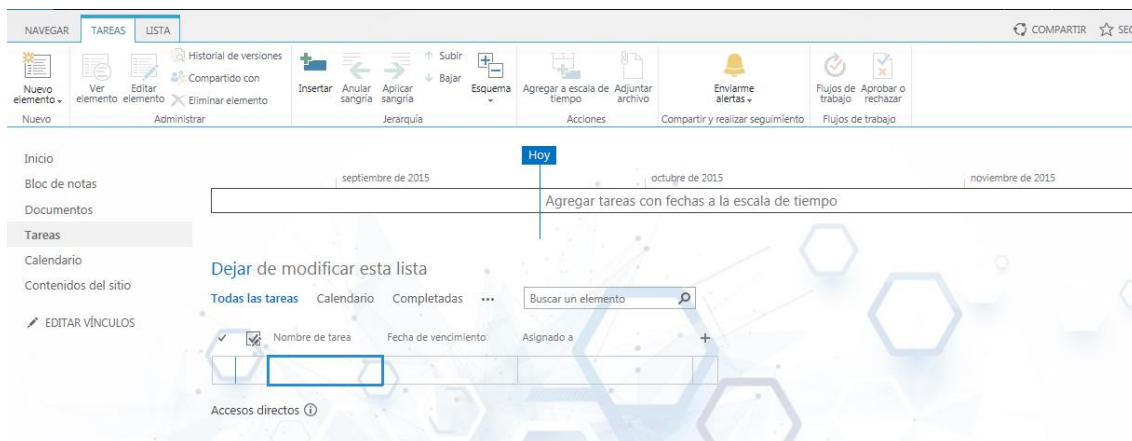 NAVEGAR TAREAS LISTA COMPARTIR
Nuevo elemento
Ver elemento
Editar elemento
Historial de versiones
Compartido con
Eliminar elemento
Insertar
Anular sangría
Aplicar sangría
Subir
Bajar
Esquema
Agregar a escala de tiempo
Adjuntar archivo
Enviarme alertas
Flujos de trabajo
Aprobar o rechazar
Nuevo Administrar Jerarquía Acciones Compartir y realizar seguimiento Flujos de trabajo
Inicio
Bloc de notas
Documentos
Tareas
Calendario
Contenidos del sitio
EDITAR VÍNCULOS
Hoy
septiembre de 2015 octubre de 2015 noviembre de 2015
Agregar tareas con fechas a la escala de tiempo
Dejar de modificar esta lista
Todas las tareas Calendario Completadas ... Buscar un elemento
Nombre de tarea Fecha de vencimiento Asignado a +
Accesos directos